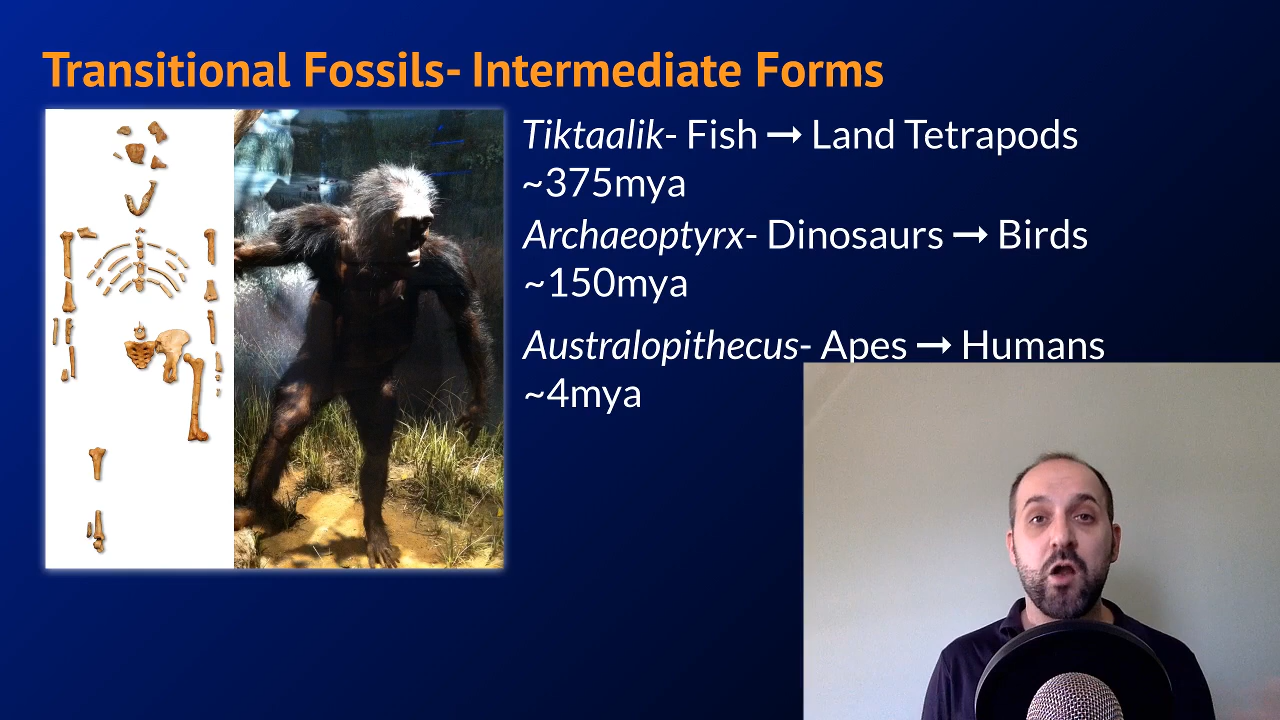 Transitional Fossils- Intermediate Forms
Tiktaalik- Fish ➞ Land Tetrapods
~375mya
Archaeoptyrx- Dinosaurs ➞ Birds
~150mya
Australopithecus- Apes ➞ Humans
~4mya